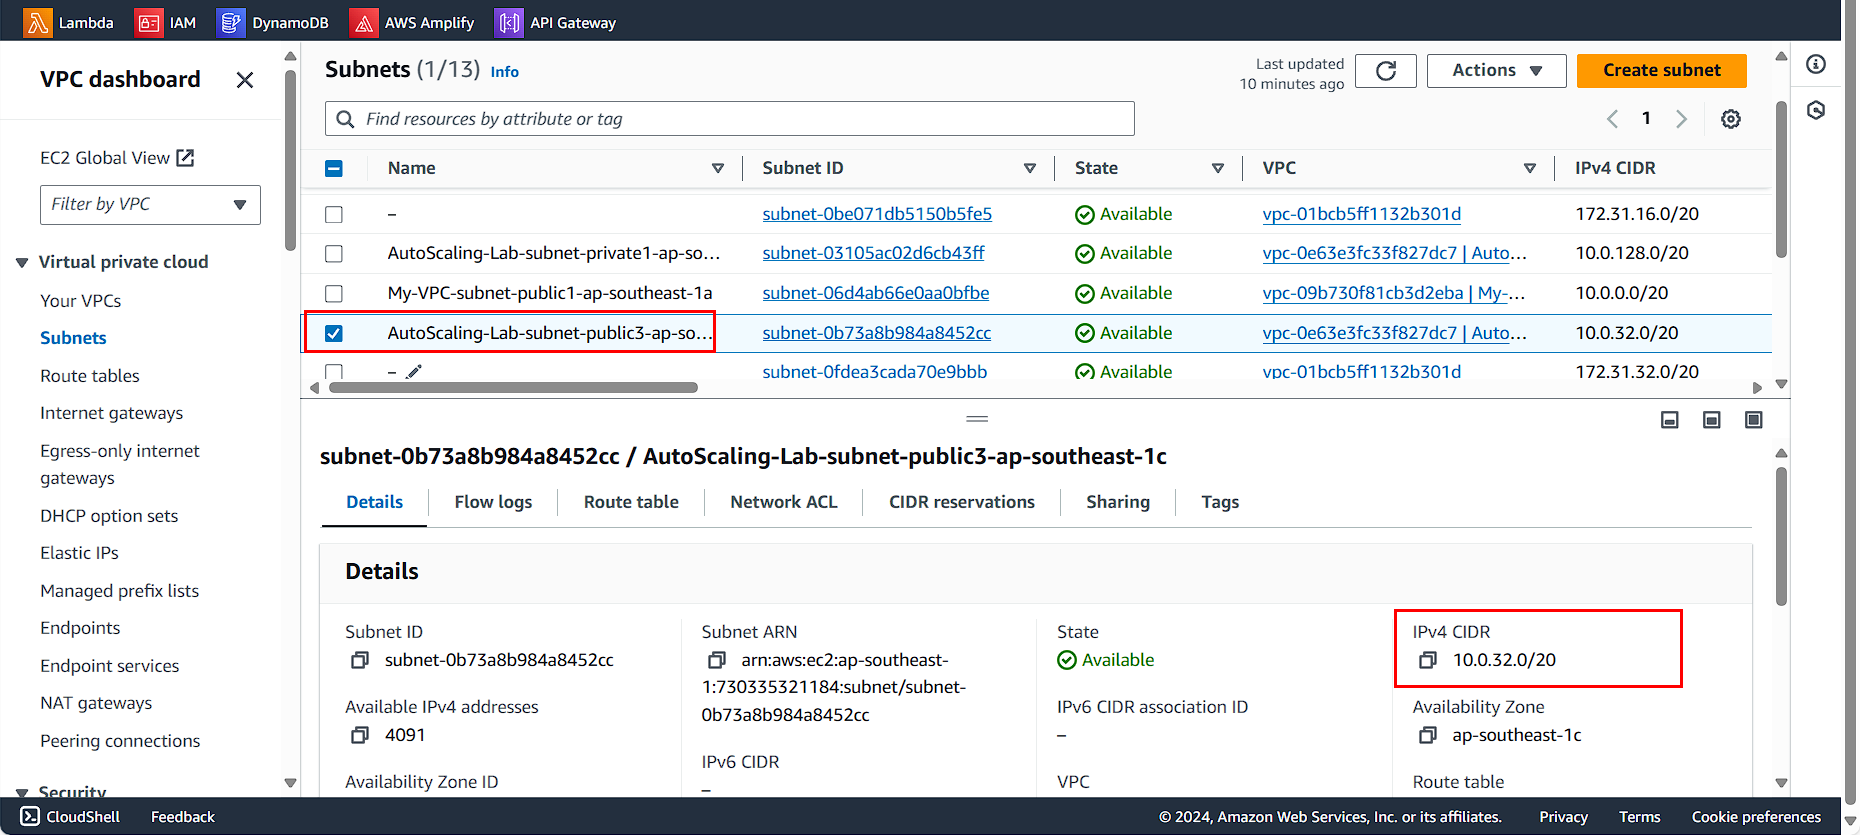 Lambda IAM DynamoDB AWS Amplify API Gateway
VPC dashboard
EC2 Global View
Filter by VPC
Virtual private cloud
Your VPCs
Subnets
Route tables
Internet gateways
Egress-only internet
gateways
DHCP option sets
Elastic IPs
Managed prefix lists
Endpoints
Endpoint services
NAT gateways
Peering connections
Security
Subnets (1/13) Info
Last updated
10 minutes ago
Actions
Create subnet
Find resources by attribute or tag
1
Name Subnet ID State VPC IPv4 CIDR
– subnet-0be071db5150b5fe5 Available vpc-01bcb5ff1132b301d 172.31.16.0/20
AutoScaling-Lab-subnet-private1-ap-so... subnet-03105ac02d6cb43ff Available vpc-0e63e3fc33f827dc7 | Auto... 10.0.128.0/20
My-VPC-subnet-public1-ap-southeast-1a subnet-06d4ab66e0aa0bfbe Available vpc-09b730f81cb3d2eba | My-... 10.0.0.0/20
AutoScaling-Lab-subnet-public3-ap-so... subnet-0b73a8b984a8452cc Available vpc-0e63e3fc33f827dc7 | Auto... 10.0.32.0/20
– subnet-0fdea3cada70e9bbb Available vpc-01bcb5ff1132b301d 172.31.32.0/20
subnet-0b73a8b984a8452cc / AutoScaling-Lab-subnet-public3-ap-southeast-1c
Details Flow logs Route table Network ACL CIDR reservations Sharing Tags
Details
Subnet ID
subnet-0b73a8b984a8452cc
Available IPv4 addresses
4091
Availability Zone ID
Subnet ARN
arn:aws:ec2:ap-southeast-
1:730335321184:subnet/subnet-
0b73a8b984a8452cc
IPv6 CIDR
–
State
Available
IPv6 CIDR association ID
–
VPC
IPv4 CIDR
10.0.32.0/20
Availability Zone
ap-southeast-1c
Route table
CloudShell Feedback © 2024, Amazon Web Services, Inc. or its affiliates. Privacy Terms Cookie preferences